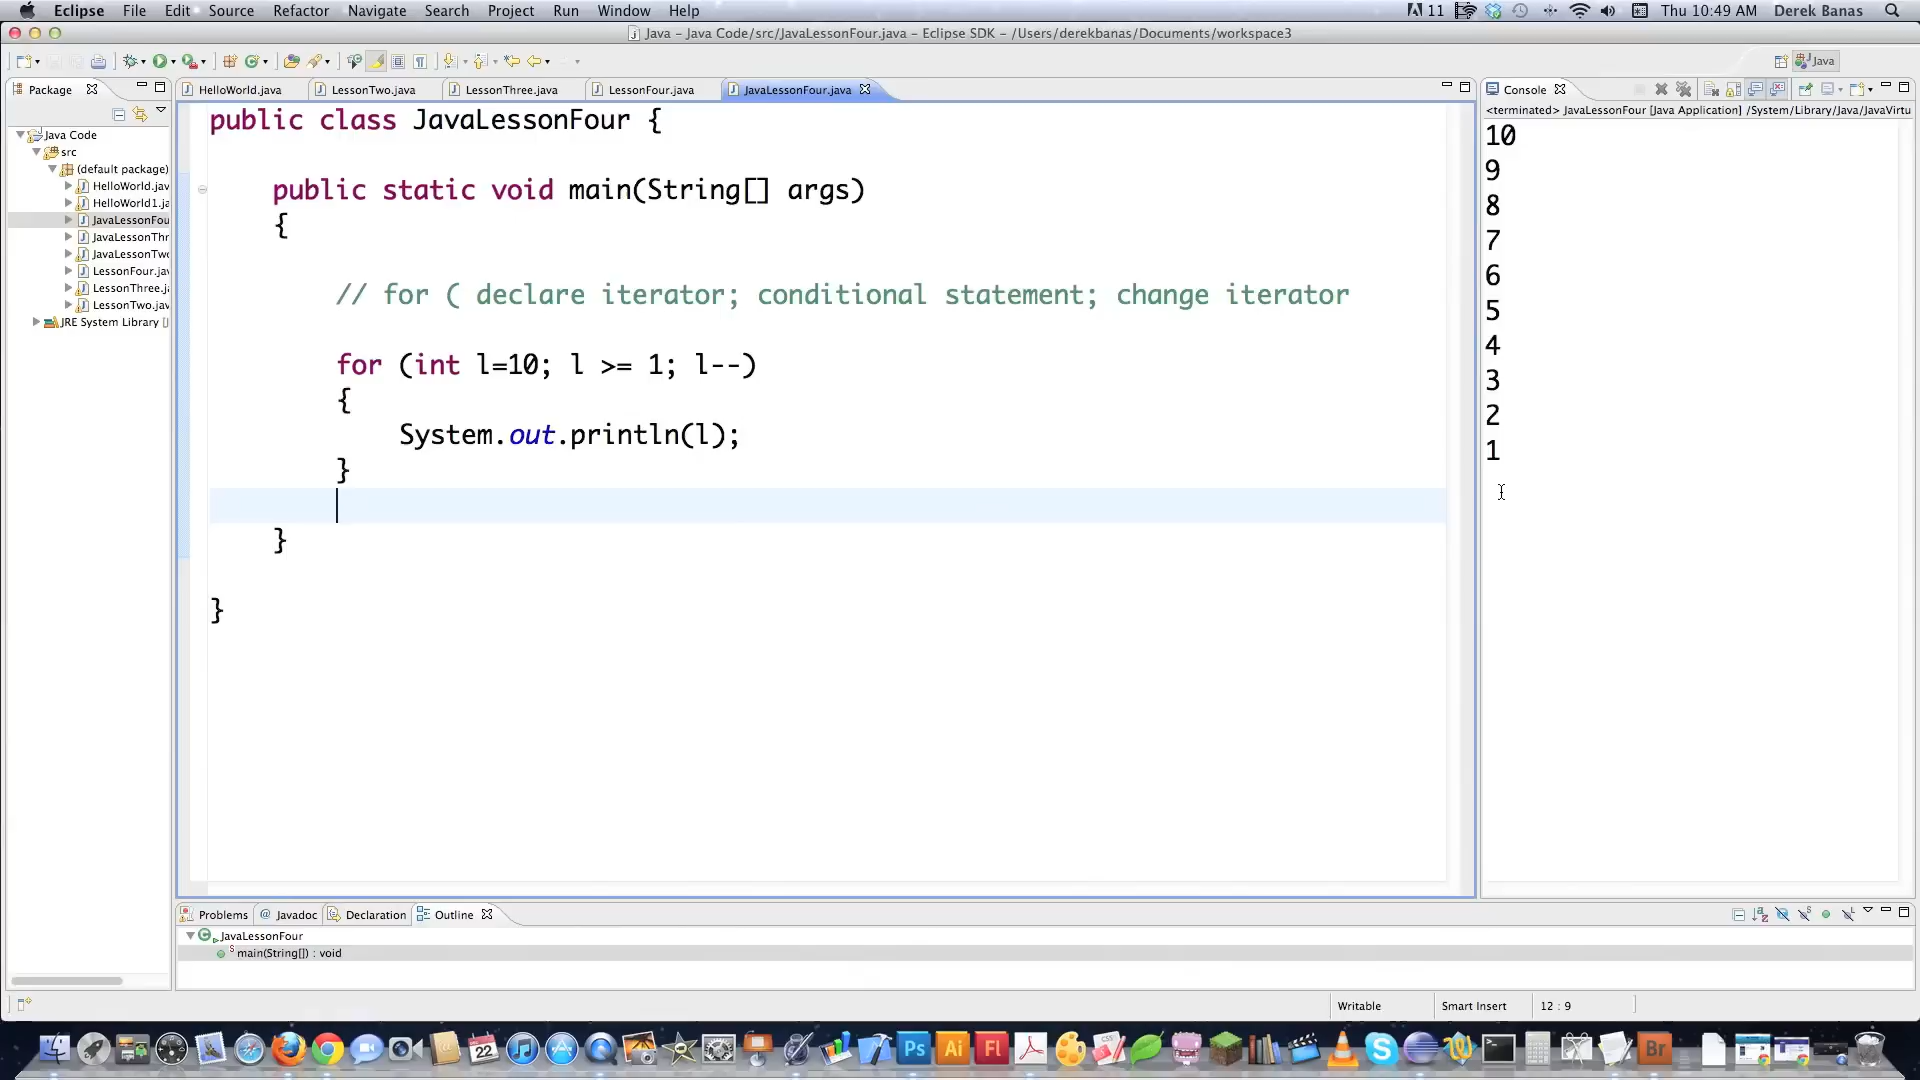 Eclipse File Edit Source Refactor Navigate Search Project Run Window Help 11 Thu 10:49 AM Derek Banas
Java – Java Code/src/JavaLessonFour.java – Eclipse SDK – /Users/derekbanas/Documents/workspace3
Java
Package
HelloWorld.java LessonTwo.java LessonThree.java LessonFour.java JavaLessonFour.java
Console
<terminated> JavaLessonFour [Java Application] /System/Library/Java/JavaVirtu
Java Code
src
(default package)
HelloWorld.jav
HelloWorld1.ja
JavaLessonFou
JavaLessonThr
JavaLessonTwo
LessonFour.jav
LessonThree.j
LessonTwo.jav
JRE System Library [
public class JavaLessonFour {
public static void main(String[] args)
{
// for ( declare iterator; conditional statement; change iterator
for (int l=10; l >= 1; l--)
{
System.out.println(l);
}
}
}
10
9
8
7
6
5
4
3
2
1
Problems @ Javadoc Declaration Outline
JavaLessonFour
S main(String[]) : void
Writable Smart Insert 12 : 9
22 Ps Ai Fl Br